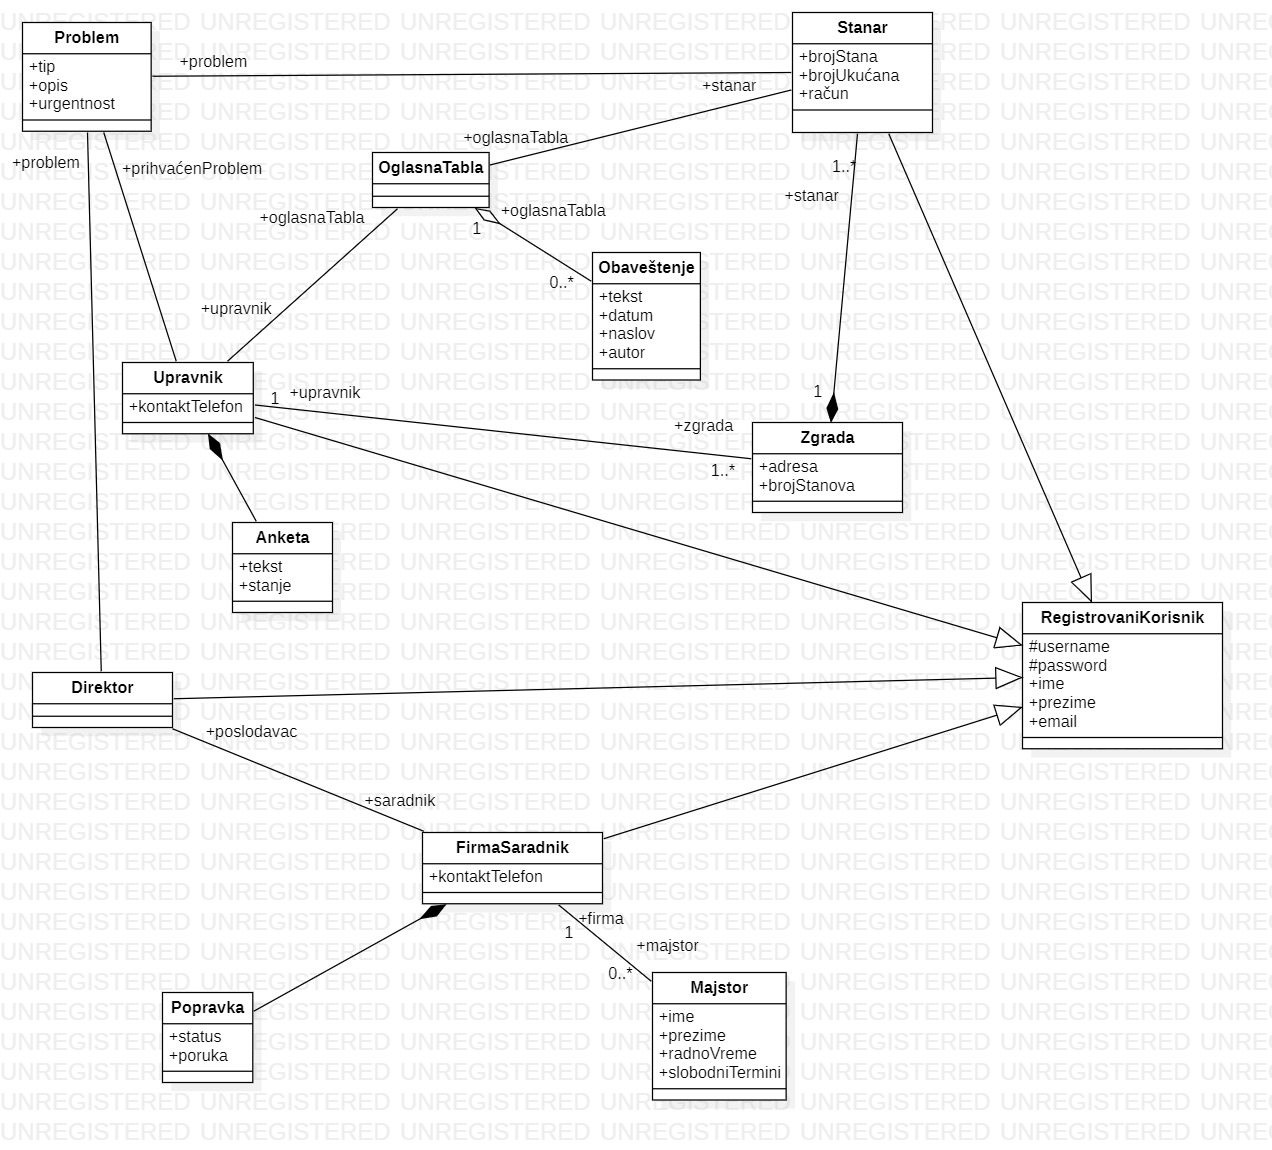 Problem
+tip
+opis
+urgentnost
Stanar
+brojStana
+brojUkućana
+račun
+problem
+stanar
+oglasnaTabla
OglasnaTabla
+problem
+prihvaćenProblem
+oglasnaTabla
+oglasnaTabla
1
0..*
1..*
+stanar
Obaveštenje
+tekst
+datum
+naslov
+autor
+upravnik
Upravnik
+kontaktTelefon
1
+upravnik
+zgrada
1..*
1
Zgrada
+adresa
+brojStanova
Anketa
+tekst
+stanje
RegistrovaniKorisnik
#username
#password
+ime
+prezime
+email
Direktor
+poslodavac
+saradnik
FirmaSaradnik
+kontaktTelefon
+firma
1
+majstor
0..*
Popravka
+status
+poruka
Majstor
+ime
+prezime
+radnoVreme
+slobodniTermini
UNREGISTERED